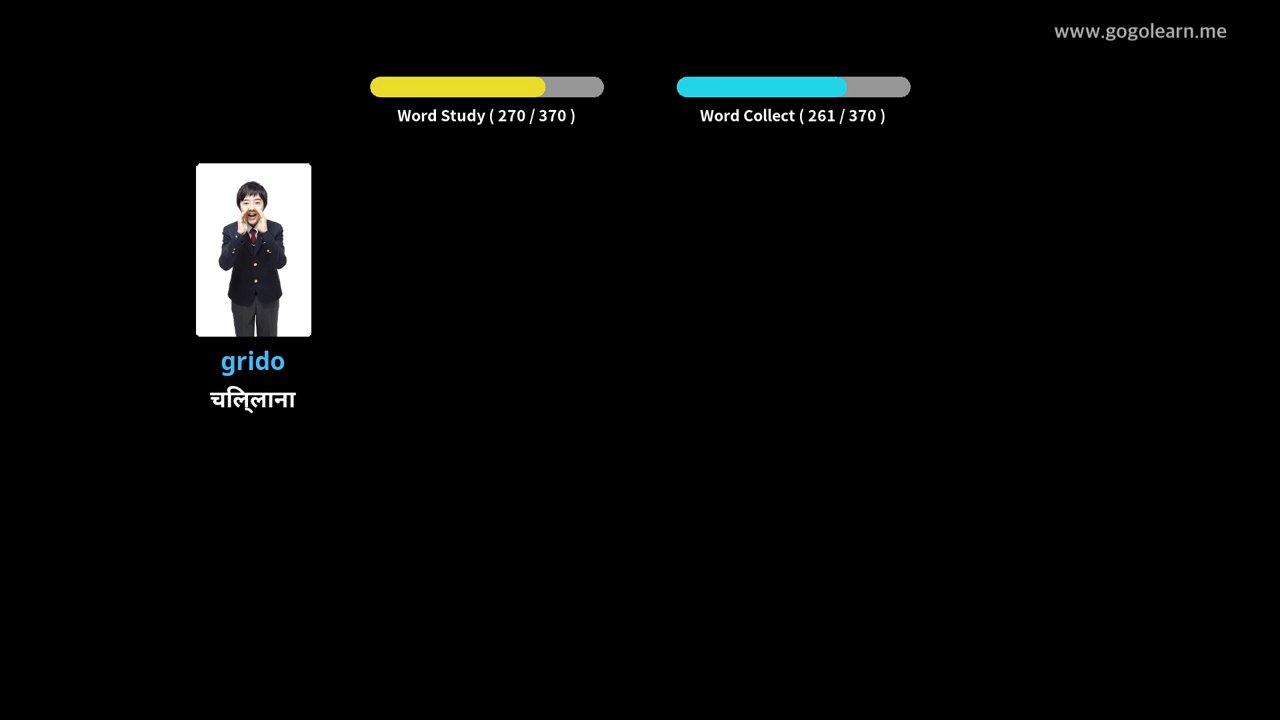 www.gogolearn.me
Word Study ( 270 / 370 )
Word Collect ( 261 / 370 )
grido
चलि्लाना